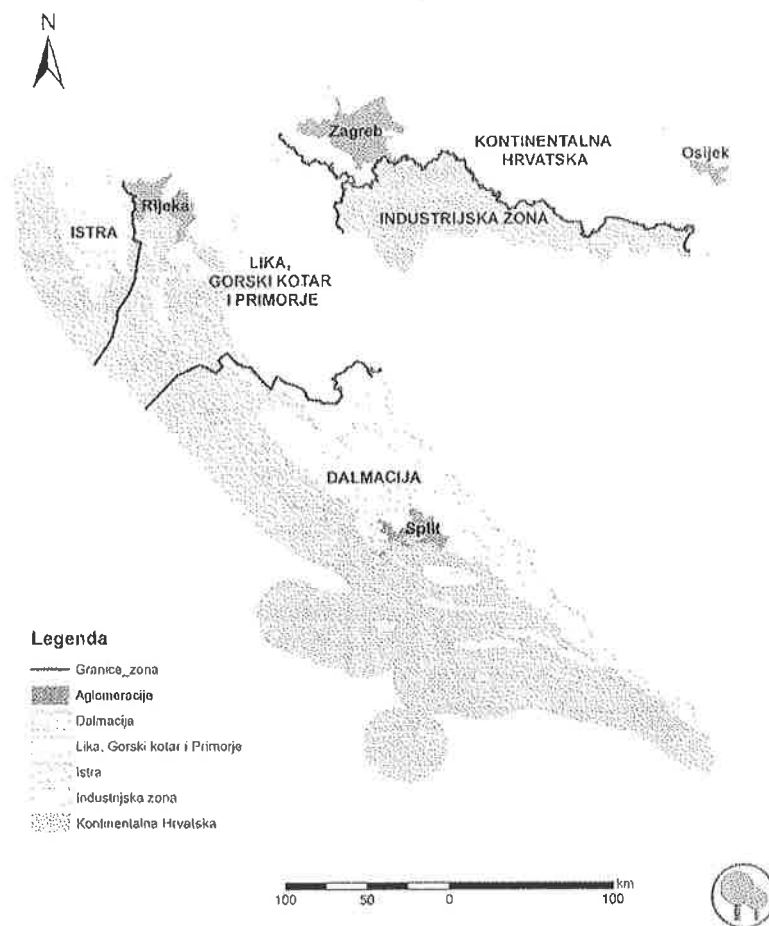 N
Zagreb
KONTINENTALNA
HRVATSKA
Osijek
Rijeka
ISTRA
INDUSTRIJSKA ZONA
LIKA,
GORSKI KOTAR
I PRIMORJE
DALMACIJA
Split
Legenda
Granice_zona
Aglomeracije
Dalmacija
Lika, Gorski kotar i Primorje
Istra
Industrijska zona
Kontinentalna Hrvatska
km
100 50 0 100